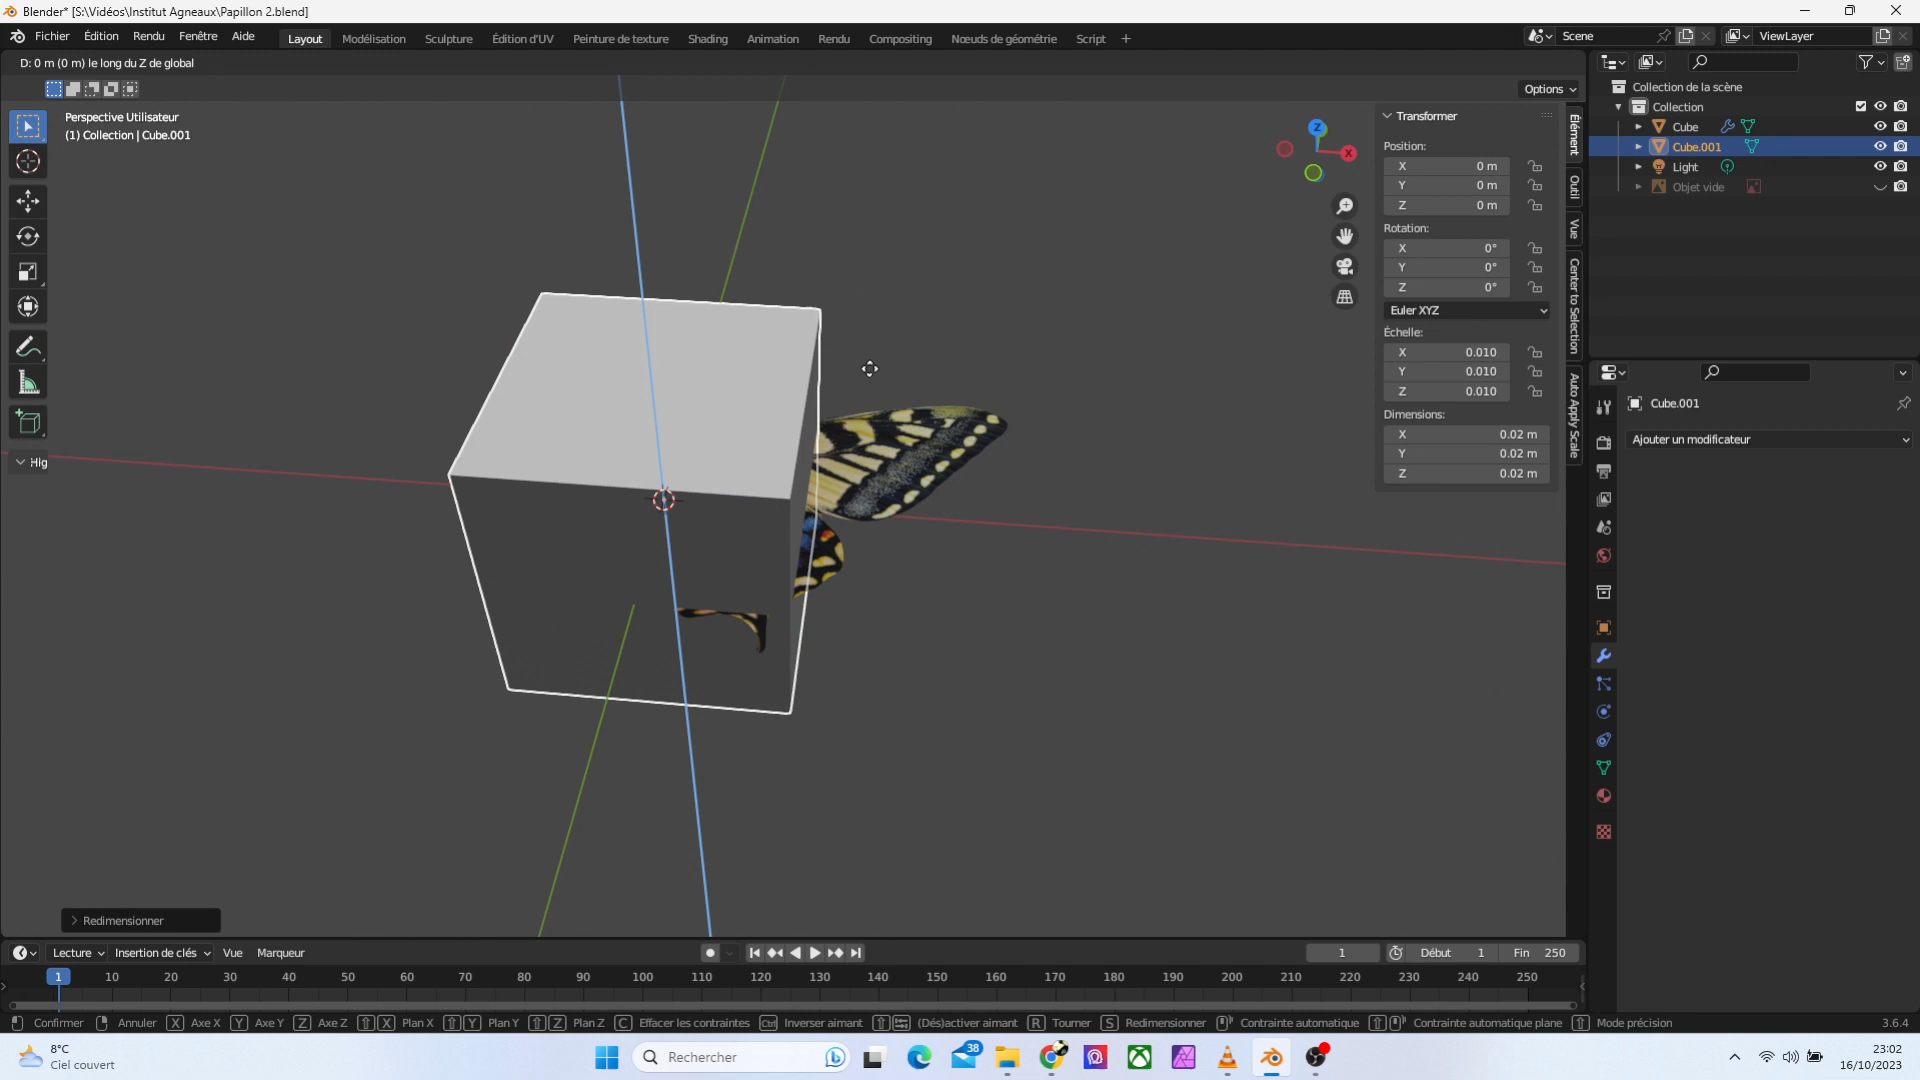 Blender* [S:\Vidéos\Institut Agneaux\Papillon 2.blend]
Fichier Édition Rendu Fenêtre Aide Layout Modélisation Sculpture Édition d'UV Peinture de texture Shading Animation Rendu Compositing Nœuds de géométrie Script + Scene ViewLayer
D: 0 m (0 m) le long du Z de global
Options
Perspective Utilisateur
(1) Collection | Cube.001
Z
X
Hig
Transformer
Position:
X 0 m
Y 0 m
Z 0 m
Rotation:
X 0°
Y 0°
Z 0°
Euler XYZ
Échelle:
X 0.010
Y 0.010
Z 0.010
Dimensions:
X 0.02 m
Y 0.02 m
Z 0.02 m
Élément
Outil
Vue
Center to Selection
Auto Apply Scale
Collection de la scène
Collection
Cube
Cube.001
Light
Objet vide
Cube.001
Ajouter un modificateur
Redimensionner
Lecture Insertion de clés Vue Marqueur 1 Début 1 Fin 250
1 10 20 30 40 50 60 70 80 90 100 110 120 130 140 150 160 170 180 190 200 210 220 230 240 250
Confirmer Annuler X Axe X Y Axe Y Z Axe Z X Plan X Y Plan Y Z Plan Z C Effacer les contraintes Ctrl Inverser aimant (Dés)activer aimant R Tourner S Redimensionner Contrainte automatique Contrainte automatique plane Mode précision 3.6.4
8°C
Ciel couvert
Rechercher
38
23:02
16/10/2023